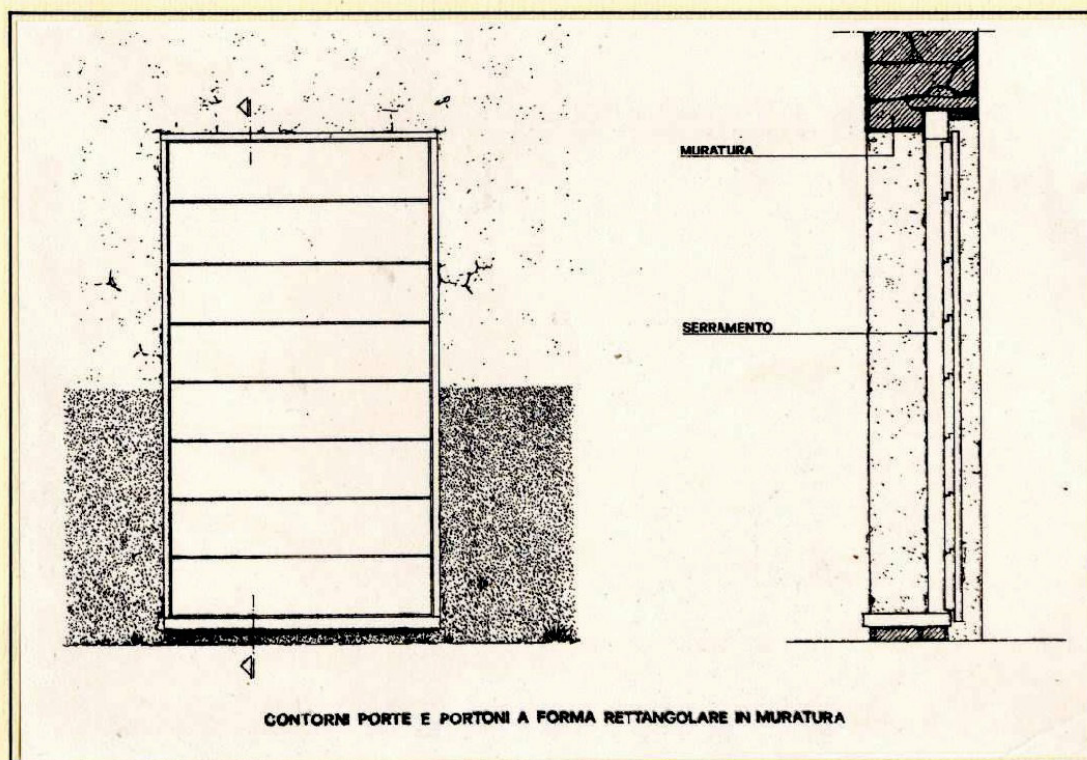 MURATURA
SERRAMENTO
CONTORNI PORTE E PORTONI A FORMA RETTANGOLARE IN MURATURA